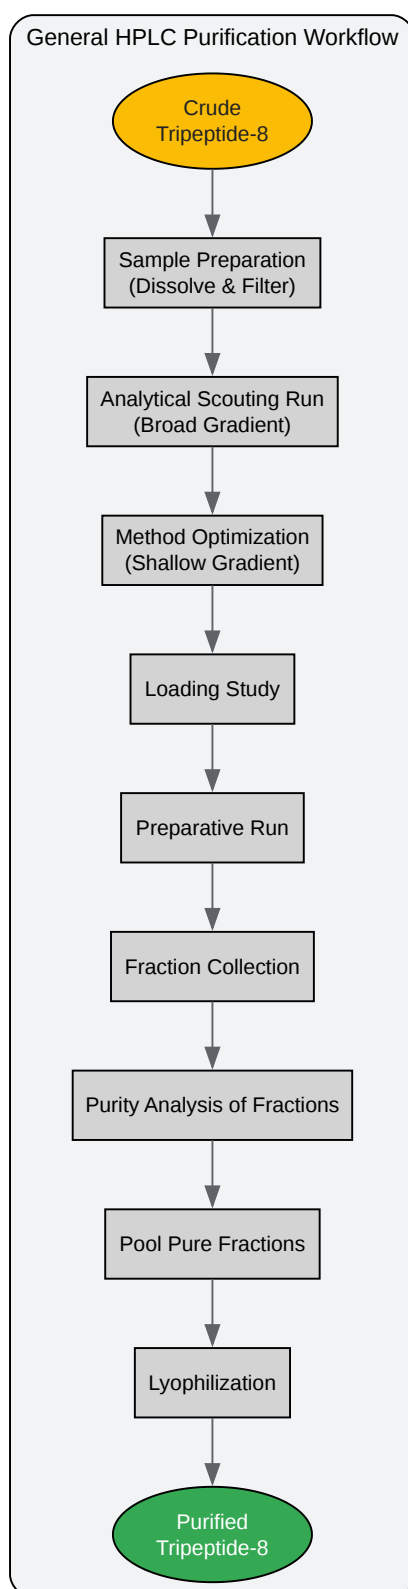 General HPLC Purification Workflow
Crude
Tripeptide-8
Sample Preparation
(Dissolve & Filter)
Analytical Scouting Run
(Broad Gradient)
Method Optimization
(Shallow Gradient)
Loading Study
Preparative Run
Fraction Collection
Purity Analysis of Fractions
Pool Pure Fractions
Lyophilization
Purified
Tripeptide-8